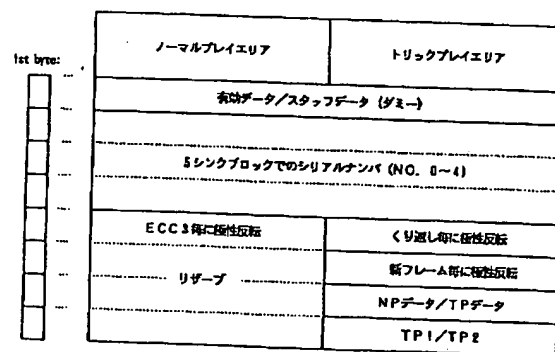 ノーマルプレイエリア
トリックプレイエリア
1st byte:
有効データ/スタッフデータ (ダミー)
5シンクブロックでのシリアルナンバ (NO. 0～4)
ECC3毎に極性反転
くり返し毎に極性反転
リザーブ
新フレーム毎に極性反転
NPデータ/TPデータ
TP1/TP2